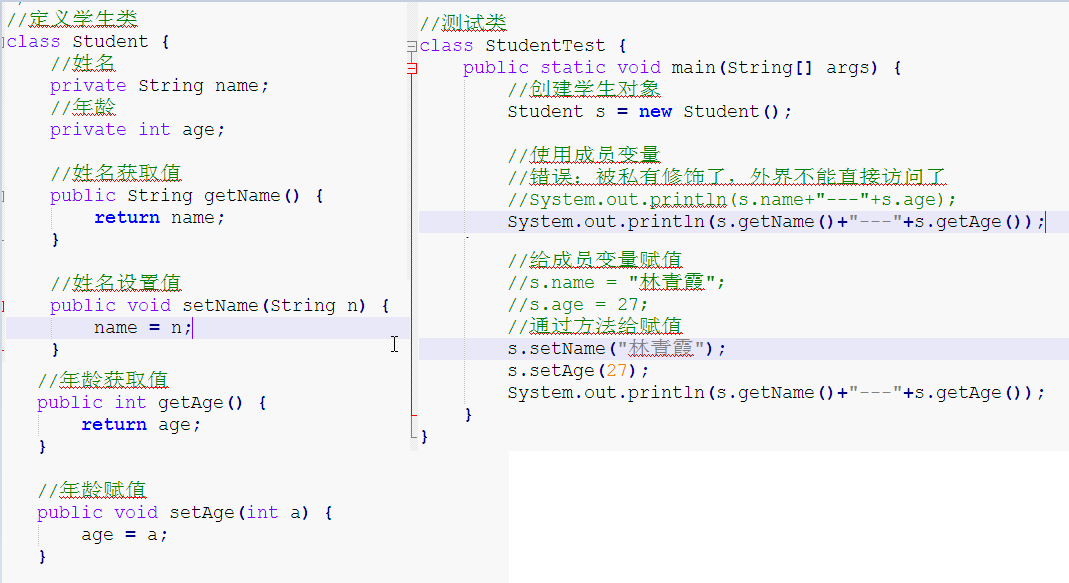 //定义学生类
class Student {
//姓名
private String name;
//年龄
private int age;
//姓名获取值
public String getName() {
return name;
}
//姓名设置值
public void setName(String n) {
name = n;
}
//年龄获取值
public int getAge() {
return age;
}
//年龄赋值
public void setAge(int a) {
age = a;
}
//测试类
class StudentTest {
public static void main(String[] args) {
//创建学生对象
Student s = new Student();
//使用成员变量
//错误：被私有修饰了，外界不能直接访问了
//System.out.println(s.name+"---"+s.age);
System.out.println(s.getName()+"---"+s.getAge());
//给成员变量赋值
//s.name = "林青霞";
//s.age = 27;
//通过方法给赋值
s.setName("林青霞");
s.setAge(27);
System.out.println(s.getName()+"---"+s.getAge());
}
}